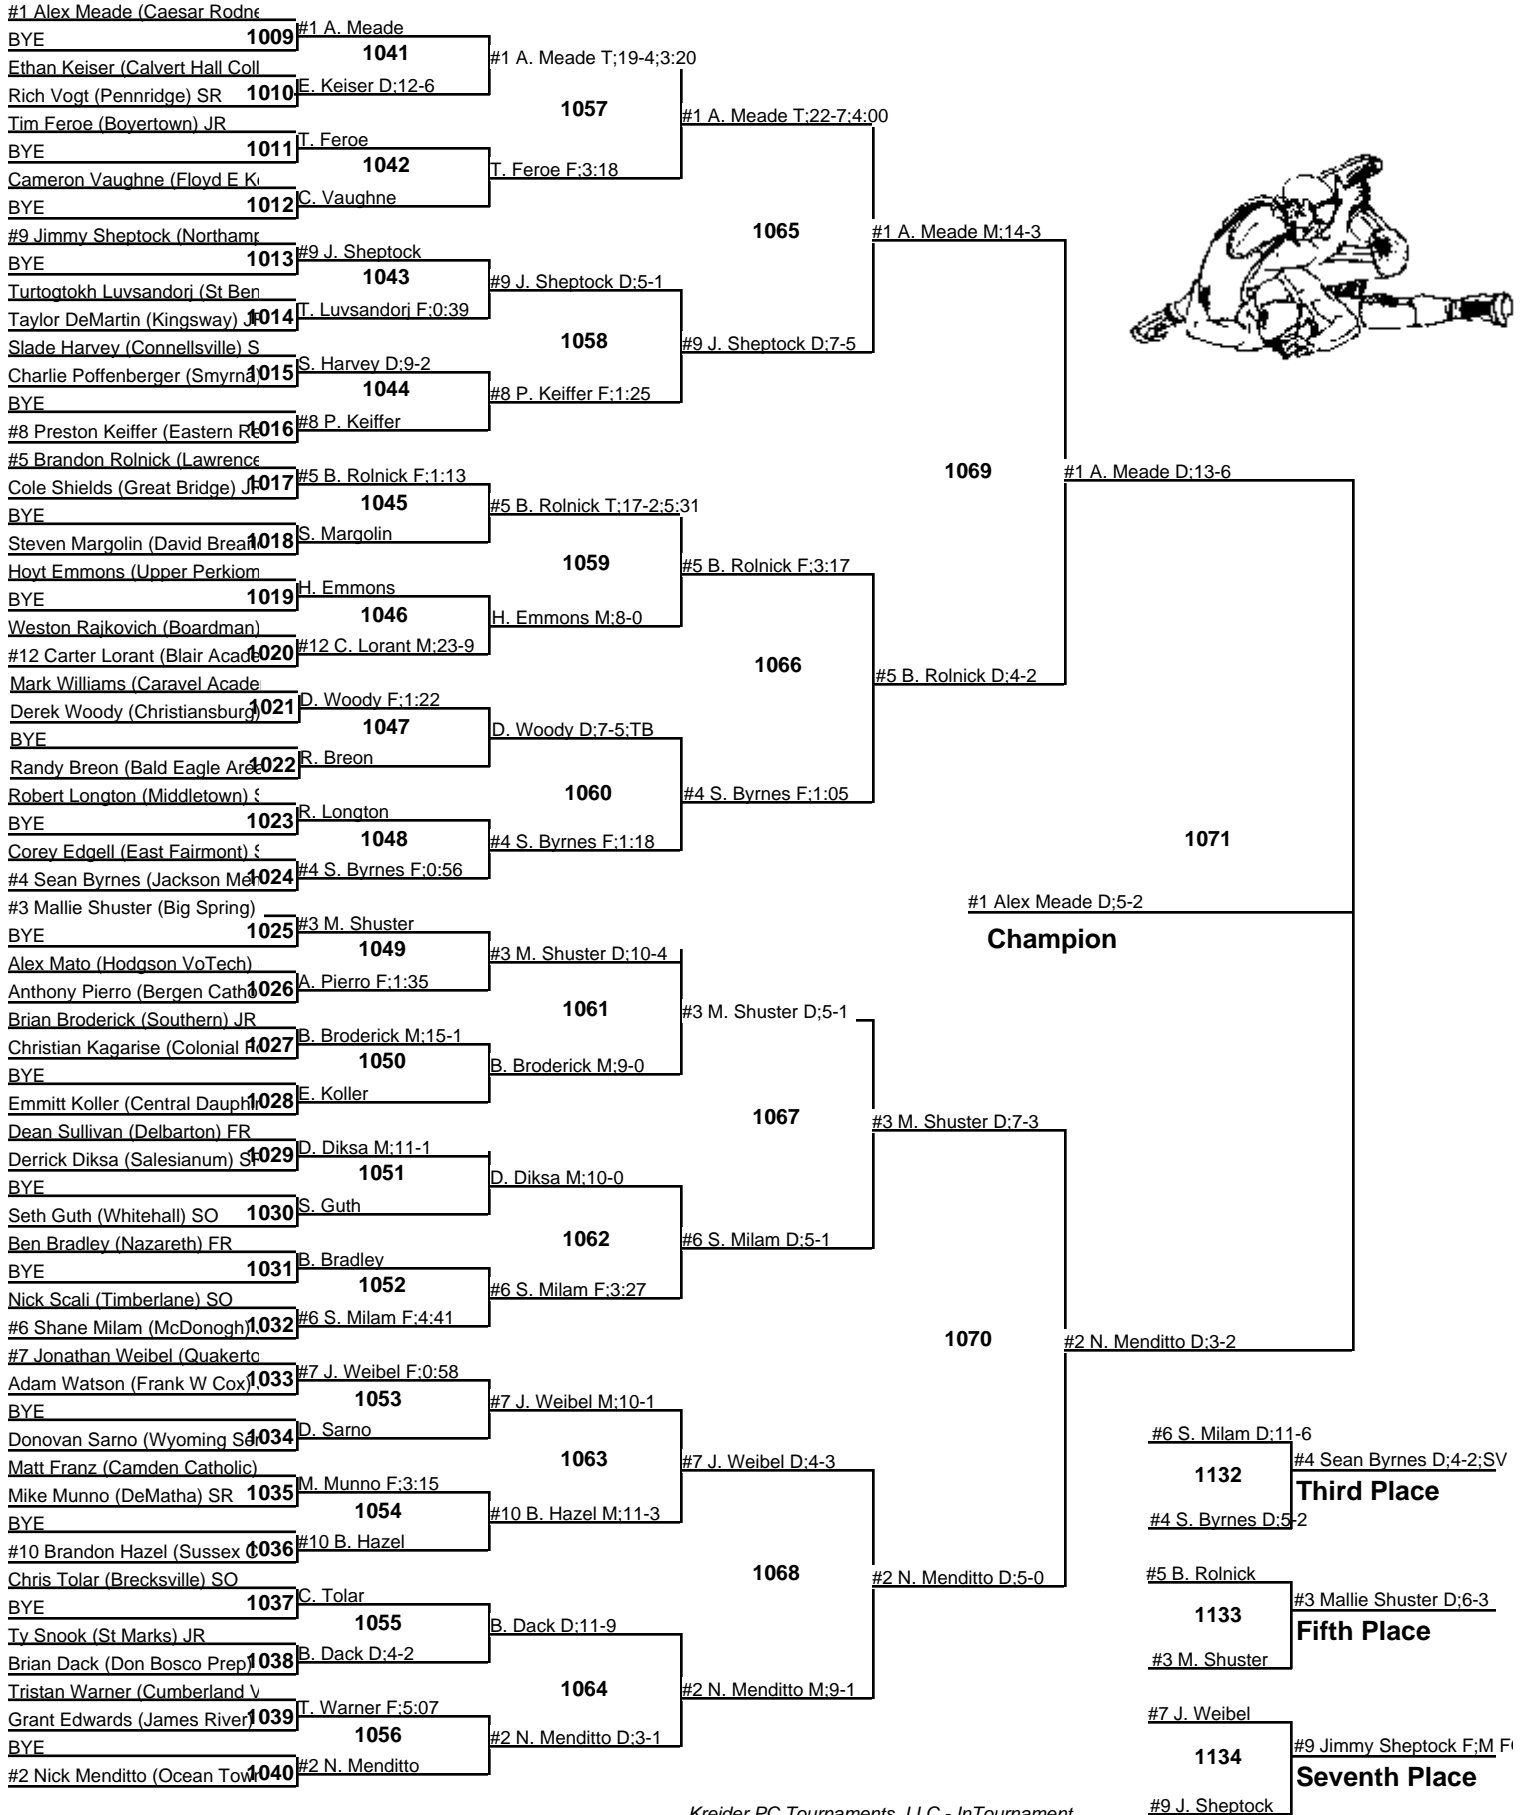 #1 Alex Meade (Caesar Rodne
BYE
1009
Ethan Keiser (Calvert Hall Coll
Rich Vogt (Pennridge) SR
1010
Tim Feroe (Boyertown) JR
BYE
1011
Cameron Vaughne (Floyd E K
BYE
1012
#9 Jimmy Sheptock (Northamp
BYE
1013
Turtogtokh Luvsandorj (St Ben
Taylor DeMartin (Kingsway) J
1014
Slade Harvey (Connellsville) S
Charlie Poffenberger (Smyrna)
1015
BYE
#8 Preston Keiffer (Eastern Re
1016
#5 Brandon Rolnick (Lawrence
Cole Shields (Great Bridge) J
1017
BYE
Steven Margolin (David Brear
1018
Hoyt Emmons (Upper Perkiom
BYE
1019
Weston Rajkovich (Boardman)
#12 Carter Lorant (Blair Acade
1020
Mark Williams (Caravel Acade
Derek Woody (Christiansburg)
1021
BYE
Randy Breon (Bald Eagle Area
1022
Robert Longton (Middletown) S
BYE
1023
Corey Edgell (East Fairmont) S
#4 Sean Byrnes (Jackson Mem
1024
#3 Mallie Shuster (Big Spring)
BYE
1025
Alex Mato (Hodgson VoTech)
Anthony Pierro (Bergen Catho
1026
Brian Broderick (Southern) JR
Christian Kagarise (Colonial Fo
1027
BYE
Emmitt Koller (Central Dauphin
1028
Dean Sullivan (Delbarton) FR
Derrick Diksa (Salesianum) SR
1029
BYE
Seth Guth (Whitehall) SO
1030
Ben Bradley (Nazareth) FR
BYE
1031
Nick Scali (Timberlane) SO
#6 Shane Milam (McDonogh)
1032
#7 Jonathan Weibel (Quakerto
Adam Watson (Frank W Cox)
1033
BYE
Donovan Sarno (Wyoming Sem
1034
Matt Franz (Camden Catholic)
Mike Munno (DeMatha) SR
1035
BYE
#10 Brandon Hazel (Sussex C
1036
Chris Tolar (Brecksville) SO
BYE
1037
Ty Snook (St Marks) JR
Brian Dack (Don Bosco Prep)
1038
Tristan Warner (Cumberland V
Grant Edwards (James River)
1039
BYE
#2 Nick Menditto (Ocean Town
1040
#1 A. Meade
1041
E. Keiser D;12-6
T. Feroe
1042
C. Vaughne
#9 J. Sheptock
1043
T. Luvsandorj F;0:39
S. Harvey D;9-2
1044
#8 P. Keiffer
#5 B. Rolnick F;1:13
1045
S. Margolin
H. Emmons
1046
#12 C. Lorant M;23-9
D. Woody F;1:22
1047
R. Breon
R. Longton
1048
#4 S. Byrnes F;0:56
#3 M. Shuster
1049
A. Pierro F;1:35
B. Broderick M;15-1
1050
E. Koller
D. Diksa M;11-1
1051
S. Guth
B. Bradley
1052
#6 S. Milam F;4:41
#7 J. Weibel F;0:58
1053
D. Sarno
M. Munno F;3:15
1054
#10 B. Hazel
C. Tolar
1055
B. Dack D;4-2
T. Warner F;5:07
1056
#2 N. Menditto
#1 A. Meade T;19-4;3:20
1057
T. Feroe F;3:18
#9 J. Sheptock D;5-1
1058
#8 P. Keiffer F;1:25
#5 B. Rolnick T;17-2;5:31
1059
H. Emmons M;8-0
D. Woody D;7-5;TB
1060
#4 S. Byrnes F;1:18
#3 M. Shuster D;10-4
1061
B. Broderick M;9-0
D. Diksa M;10-0
1062
#6 S. Milam F;3:27
#7 J. Weibel M;10-1
1063
#10 B. Hazel M;11-3
B. Dack D;11-9
1064
#2 N. Menditto D;3-1
#1 A. Meade T;22-7;4:00
1065
#9 J. Sheptock D;7-5
#5 B. Rolnick F;3:17
1066
#4 S. Byrnes F;1:05
#3 M. Shuster D;5-1
1067
#6 S. Milam D;5-1
#7 J. Weibel D;4-3
1068
#2 N. Menditto M;9-1
#1 A. Meade M;14-3
1069
#5 B. Rolnick D;4-2
#3 M. Shuster D;7-3
1070
#2 N. Menditto D;5-0
#1 A. Meade D;13-6
1071
#2 N. Menditto D;3-2
#1 Alex Meade D;5-2
Champion
#6 S. Milam D;11-6
1132
#4 S. Byrnes D;5-2
#4 Sean Byrnes D;4-2;SV
Third Place
#5 B. Rolnick
1133
#3 M. Shuster
#3 Mallie Shuster D;6-3
Fifth Place
#7 J. Weibel
1134
#9 J. Sheptock
#9 Jimmy Sheptock F;M F
Seventh Place
Kreider PC Tournaments, LLC - InTournament